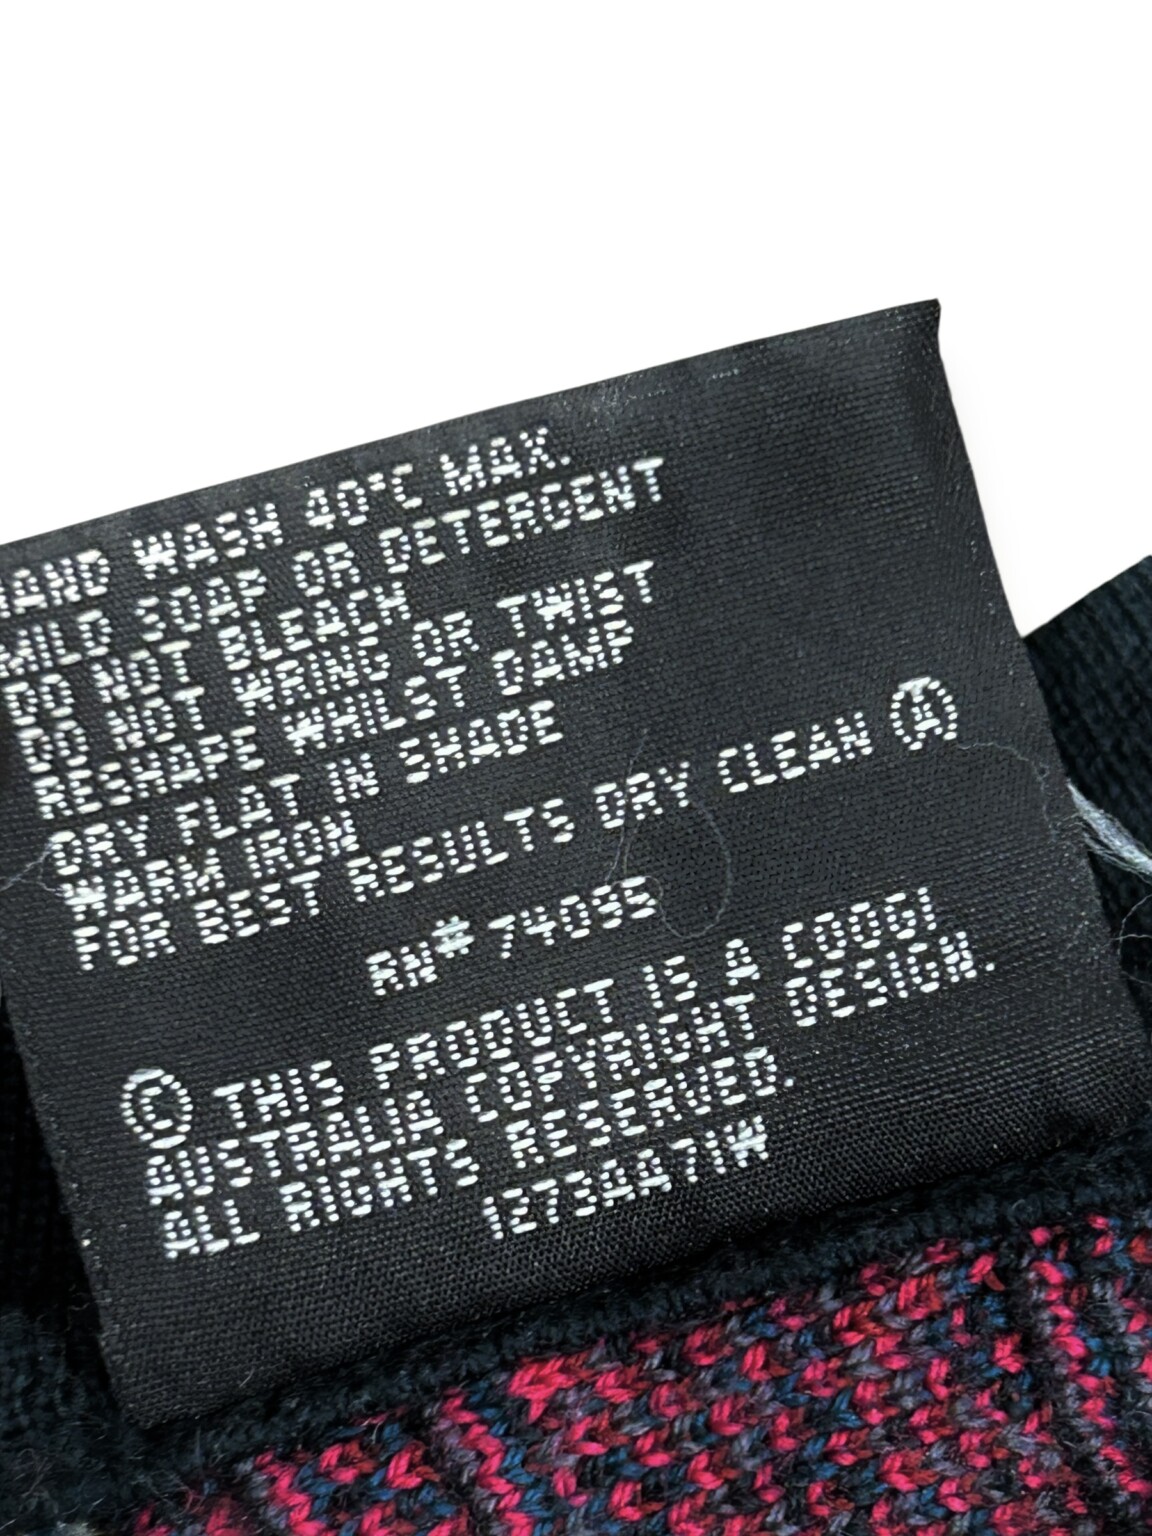 HAND WASH 40°C MAX.
MILD SOAP OR DETERGENT
DO NOT BLEACH
DO NOT WRING OR TWIST
RESHAPE WHILST DAMP
DRY FLAT IN SHADE
WARM IRON
FOR BEST RESULTS DRY CLEAN Ⓐ
RN# 74095
© THIS PRODUCT IS A COOGI
AUSTRALIA COPYRIGHT DESIGN.
ALL RIGHTS RESERVED.